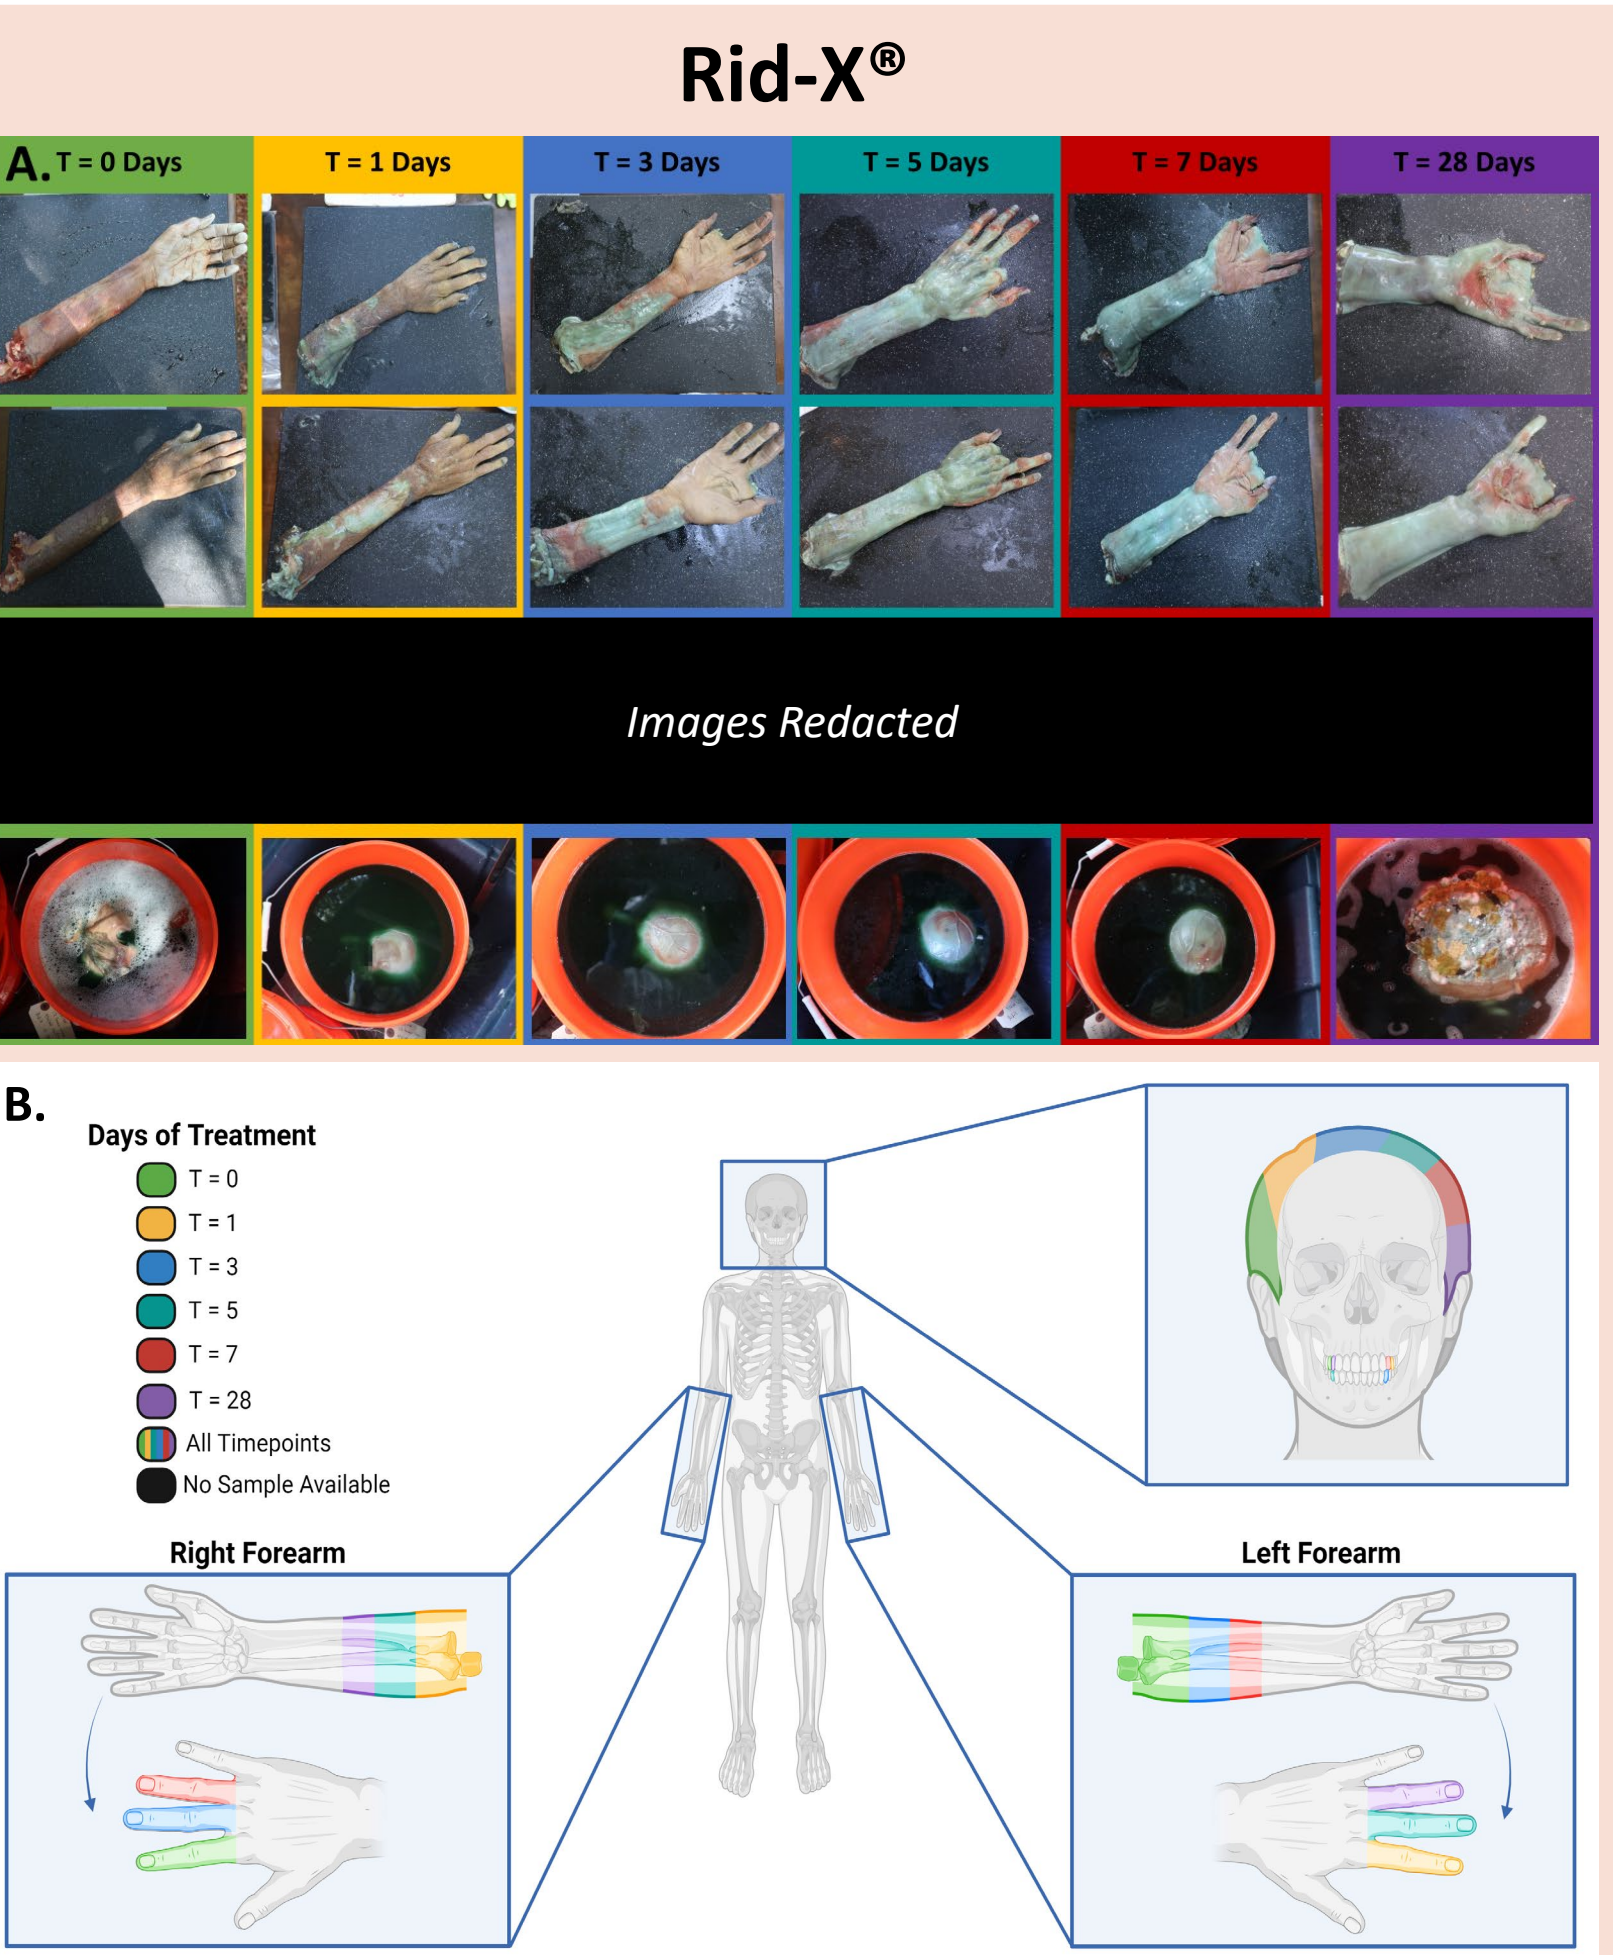 Rid-X®
A. T = 0 Days
T = 1 Days
T = 3 Days
T = 5 Days
T = 7 Days
T = 28 Days
Images Redacted
B.
Days of Treatment
T = 0
T = 1
T = 3
T = 5
T = 7
T = 28
All Timepoints
No Sample Available
Right Forearm
Left Forearm